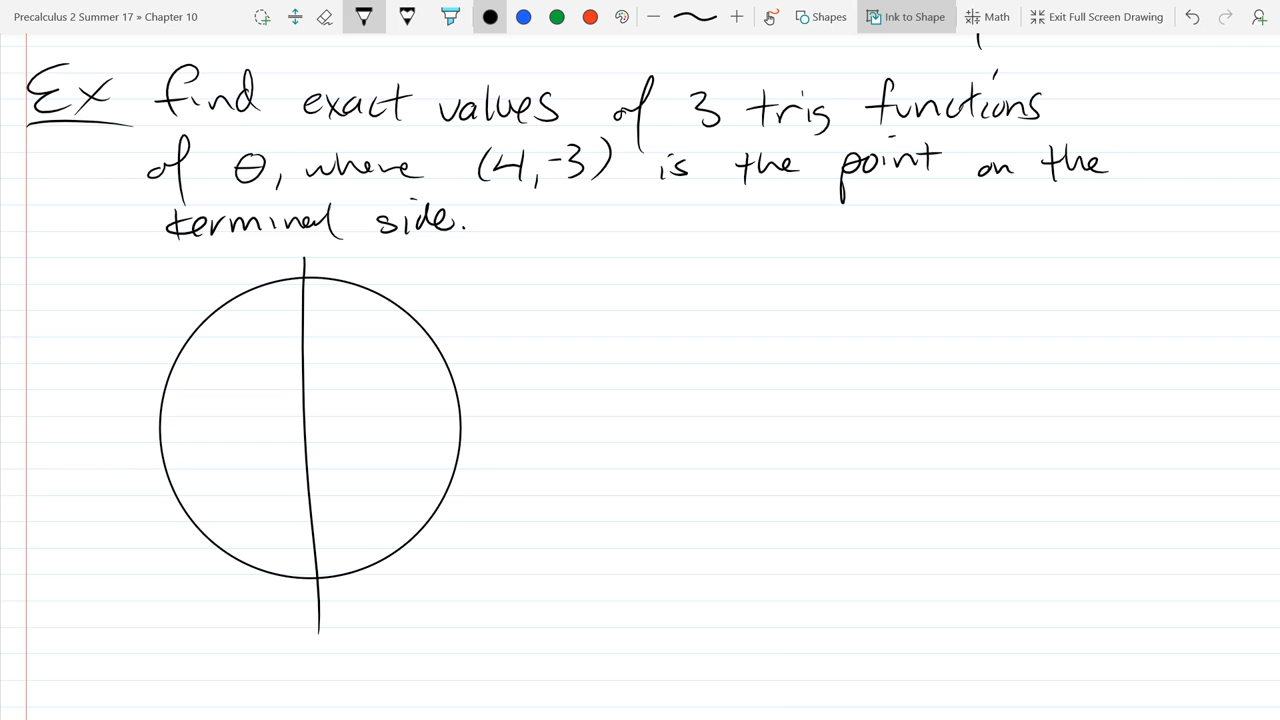 Precalculus 2 Summer 17 » Chapter 10
Shapes
Ink to Shape
Math
Exit Full Screen Drawing
Ex find exact values of 3 trig functions
of θ, where (4,-3) is the point on the
terminal side.